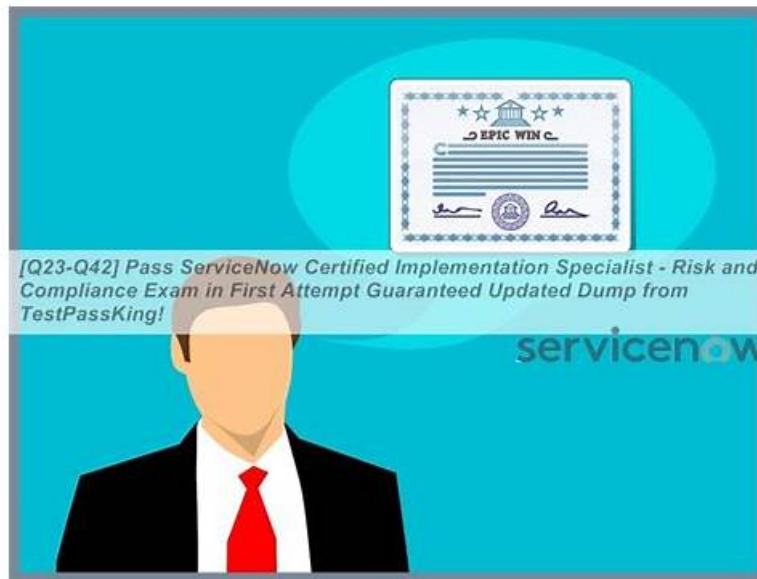 EPIC WIN
[Q23-Q42] Pass ServiceNow Certified Implementation Specialist - Risk and
Compliance Exam in First Attempt Guaranteed Updated Dump from
TestPassKing!
servicenow